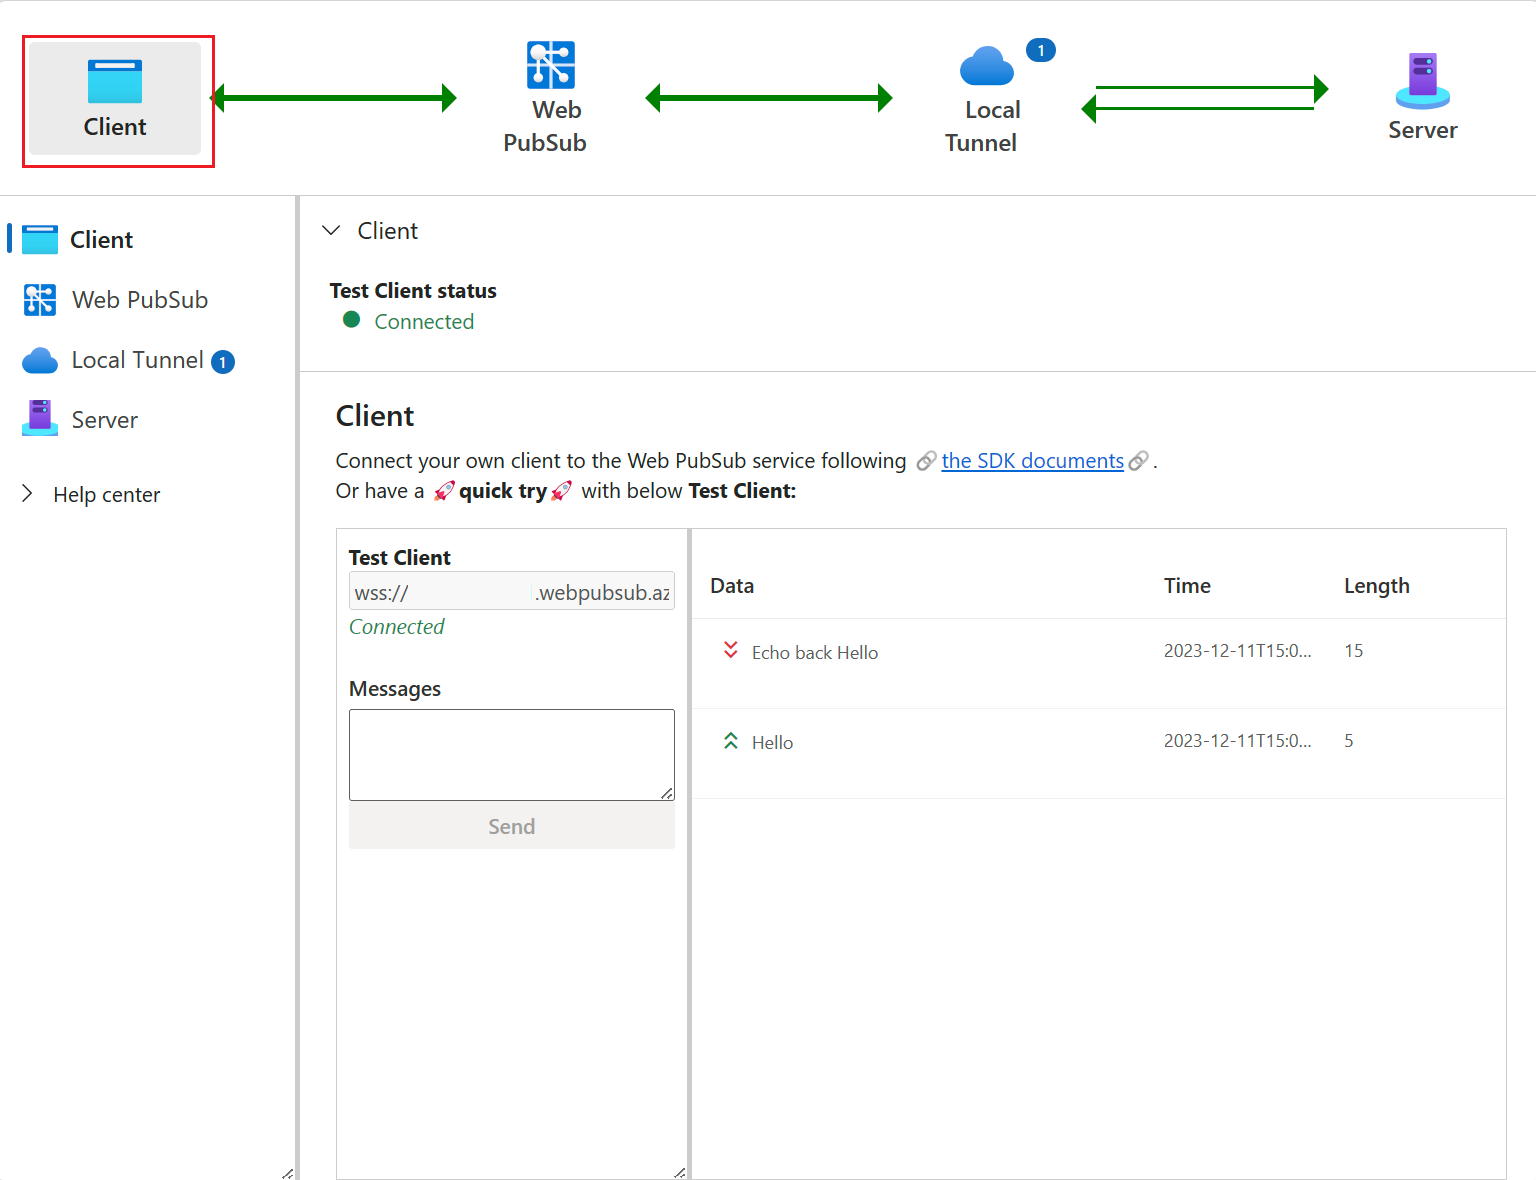 Client
Web
PubSub
1
Local
Tunnel
Server
Client
Web PubSub
Local Tunnel 1
Server
Help center
Client
Test Client status
Connected
Client
Connect your own client to the Web PubSub service following 🔗the SDK documents🔗.
Or have a 🚀quick try🚀 with below Test Client:
Test Client
wss:// .webpubsub.az
Connected
Messages
Send
Data Time Length
Echo back Hello 2023-12-11T15:0... 15
Hello 2023-12-11T15:0... 5